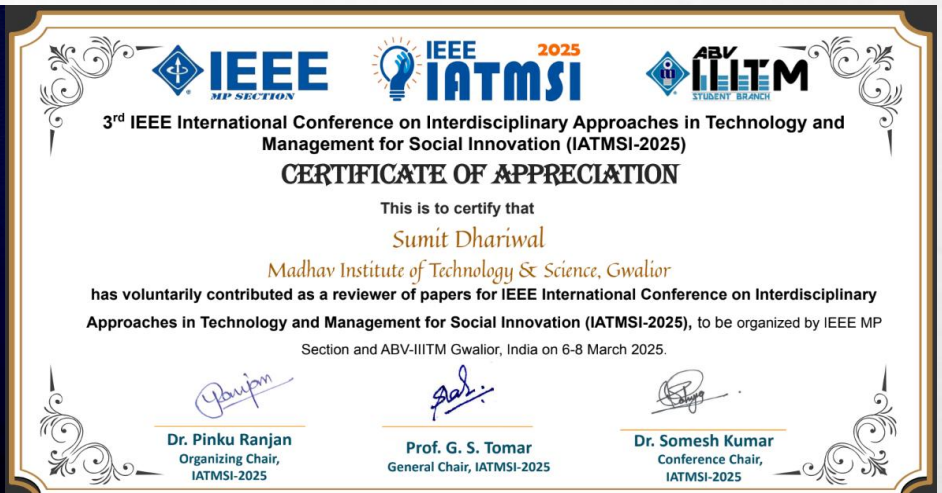 IEEE
MP SECTION
IEEE 2025
IATMSI
ABV
IIITM
STUDENT BRANCH
3rd IEEE International Conference on Interdisciplinary Approaches in Technology and
Management for Social Innovation (IATMSI-2025)
CERTIFICATE OF APPRECIATION
This is to certify that
Sumit Dhariwal
Madhav Institute of Technology & Science, Gwalior
has voluntarily contributed as a reviewer of papers for IEEE International Conference on Interdisciplinary
Approaches in Technology and Management for Social Innovation (IATMSI-2025), to be organized by IEEE MP
Section and ABV-IIITM Gwalior, India on 6-8 March 2025.
Dr. Pinku Ranjan
Organizing Chair,
IATMSI-2025
Prof. G. S. Tomar
General Chair, IATMSI-2025
Dr. Somesh Kumar
Conference Chair,
IATMSI-2025